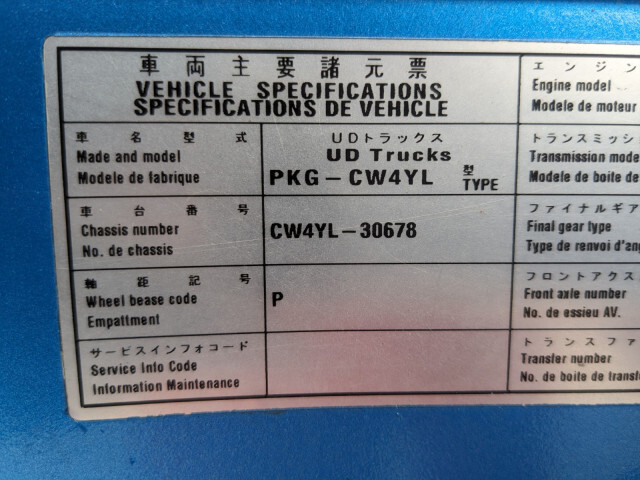 車両主要諸元票
VEHICLE SPECIFICATIONS
SPECIFICATIONS DE VEHICLE
車名型式
Made and model
Modele de fabrique
UDトラックス
UD Trucks
PKG-CW4YL 型 TYPE
車台番号
Chassis number
No. de chassis
CW4YL-30678
軸距記号
Wheel bease code
Empattment
P
サービスインフォコード
Service Info Code
Information Maintenance
エンジン
Engine model
Modele de moteur
トランスミッシ
Transmission mode
Modele de boite de
ファイナルギア
Final gear type
Type de renvoi d'an
フロントアクス
Front axle number
No. de essieu AV.
トランスファ
Transfer number
No. de boite de transf